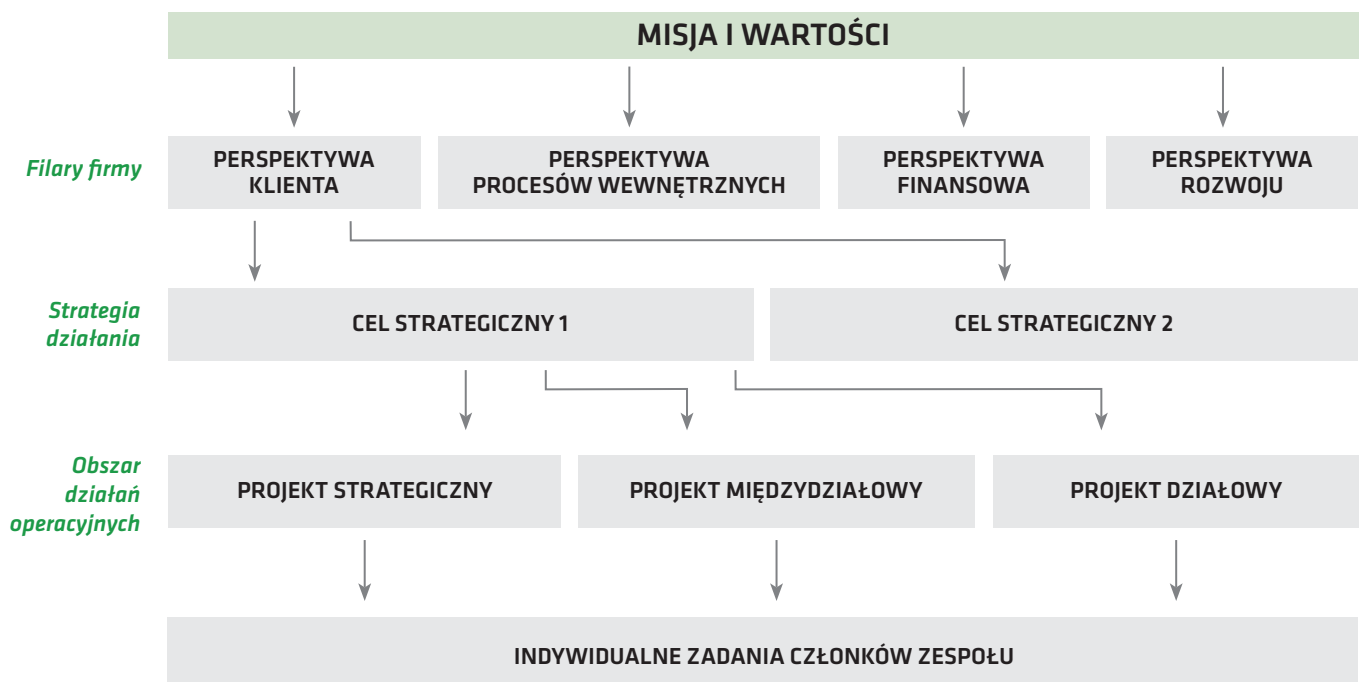 MISJA I WARTOŚCI
Filary firmy
PERSPEKTYWA
KLIENTA
PERSPEKTYWA
PROCESÓW WEWNĘTRZNYCH
PERSPEKTYWA
FINANSOWA
PERSPEKTYWA
ROZWOJU
Strategia
działania
CEL STRATEGICZNY 1
CEL STRATEGICZNY 2
Obszar
działań
operacyjnych
PROJEKT STRATEGICZNY
PROJEKT MIĘDZYDZIAŁOWY
PROJEKT DZIAŁOWY
INDYWIDUALNE ZADANIA CZŁONKÓW ZESPOŁU